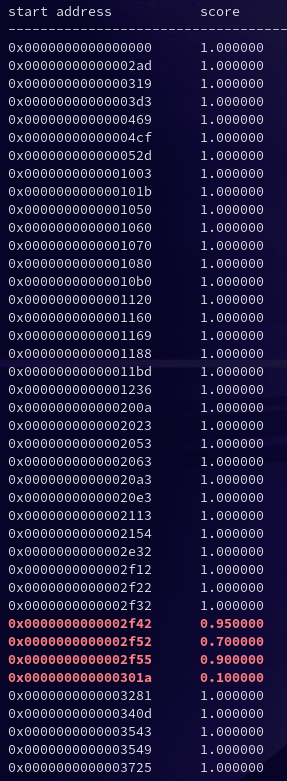 start address      score
-----------------------------------
0x0000000000000000      1.000000
0x00000000000002ad      1.000000
0x0000000000000319      1.000000
0x00000000000003d3      1.000000
0x0000000000000469      1.000000
0x00000000000004cf      1.000000
0x000000000000052d      1.000000
0x0000000000001003      1.000000
0x000000000000101b      1.000000
0x0000000000001050      1.000000
0x0000000000001060      1.000000
0x0000000000001070      1.000000
0x0000000000001080      1.000000
0x00000000000010b0      1.000000
0x0000000000001120      1.000000
0x0000000000001160      1.000000
0x0000000000001169      1.000000
0x0000000000001188      1.000000
0x00000000000011bd      1.000000
0x0000000000001236      1.000000
0x000000000000200a      1.000000
0x0000000000002023      1.000000
0x0000000000002053      1.000000
0x0000000000002063      1.000000
0x00000000000020a3      1.000000
0x00000000000020e3      1.000000
0x0000000000002113      1.000000
0x0000000000002154      1.000000
0x0000000000002e32      1.000000
0x0000000000002f12      1.000000
0x0000000000002f22      1.000000
0x0000000000002f32      1.000000
0x0000000000002f42      0.950000
0x0000000000002f52      0.700000
0x0000000000002f55      0.900000
0x000000000000301a      0.100000
0x0000000000003281      1.000000
0x000000000000340d      1.000000
0x0000000000003543      1.000000
0x0000000000003549      1.000000
0x0000000000003725      1.000000